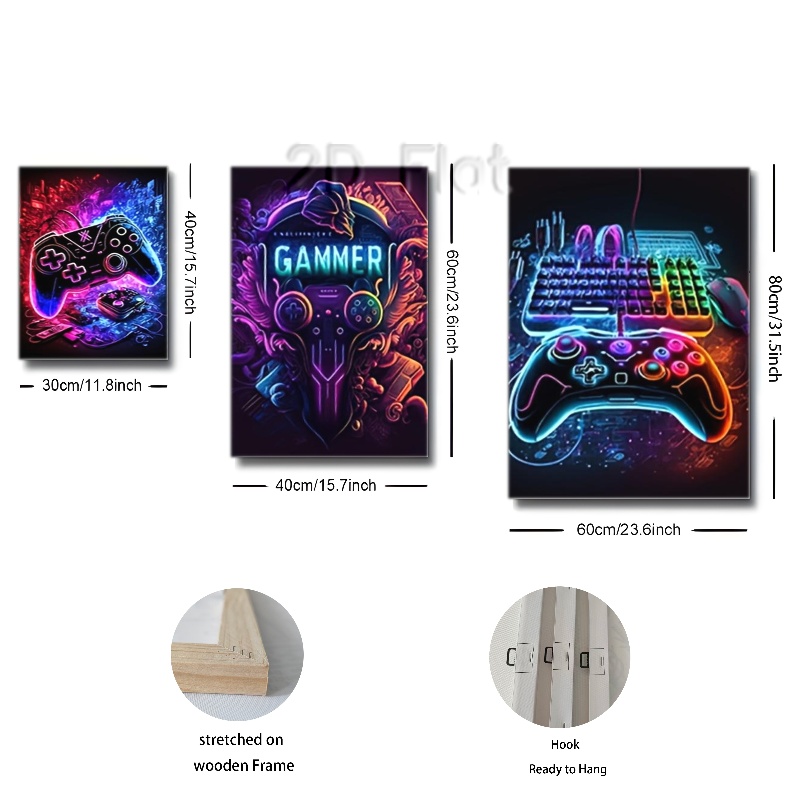 2D Flat
GAMMER
40cm/15.7inch
60cm/23.6inch
80cm/31.5inch
30cm/11.8inch
40cm/15.7inch
60cm/23.6inch
stretched on
wooden Frame
Hook
Ready to Hang